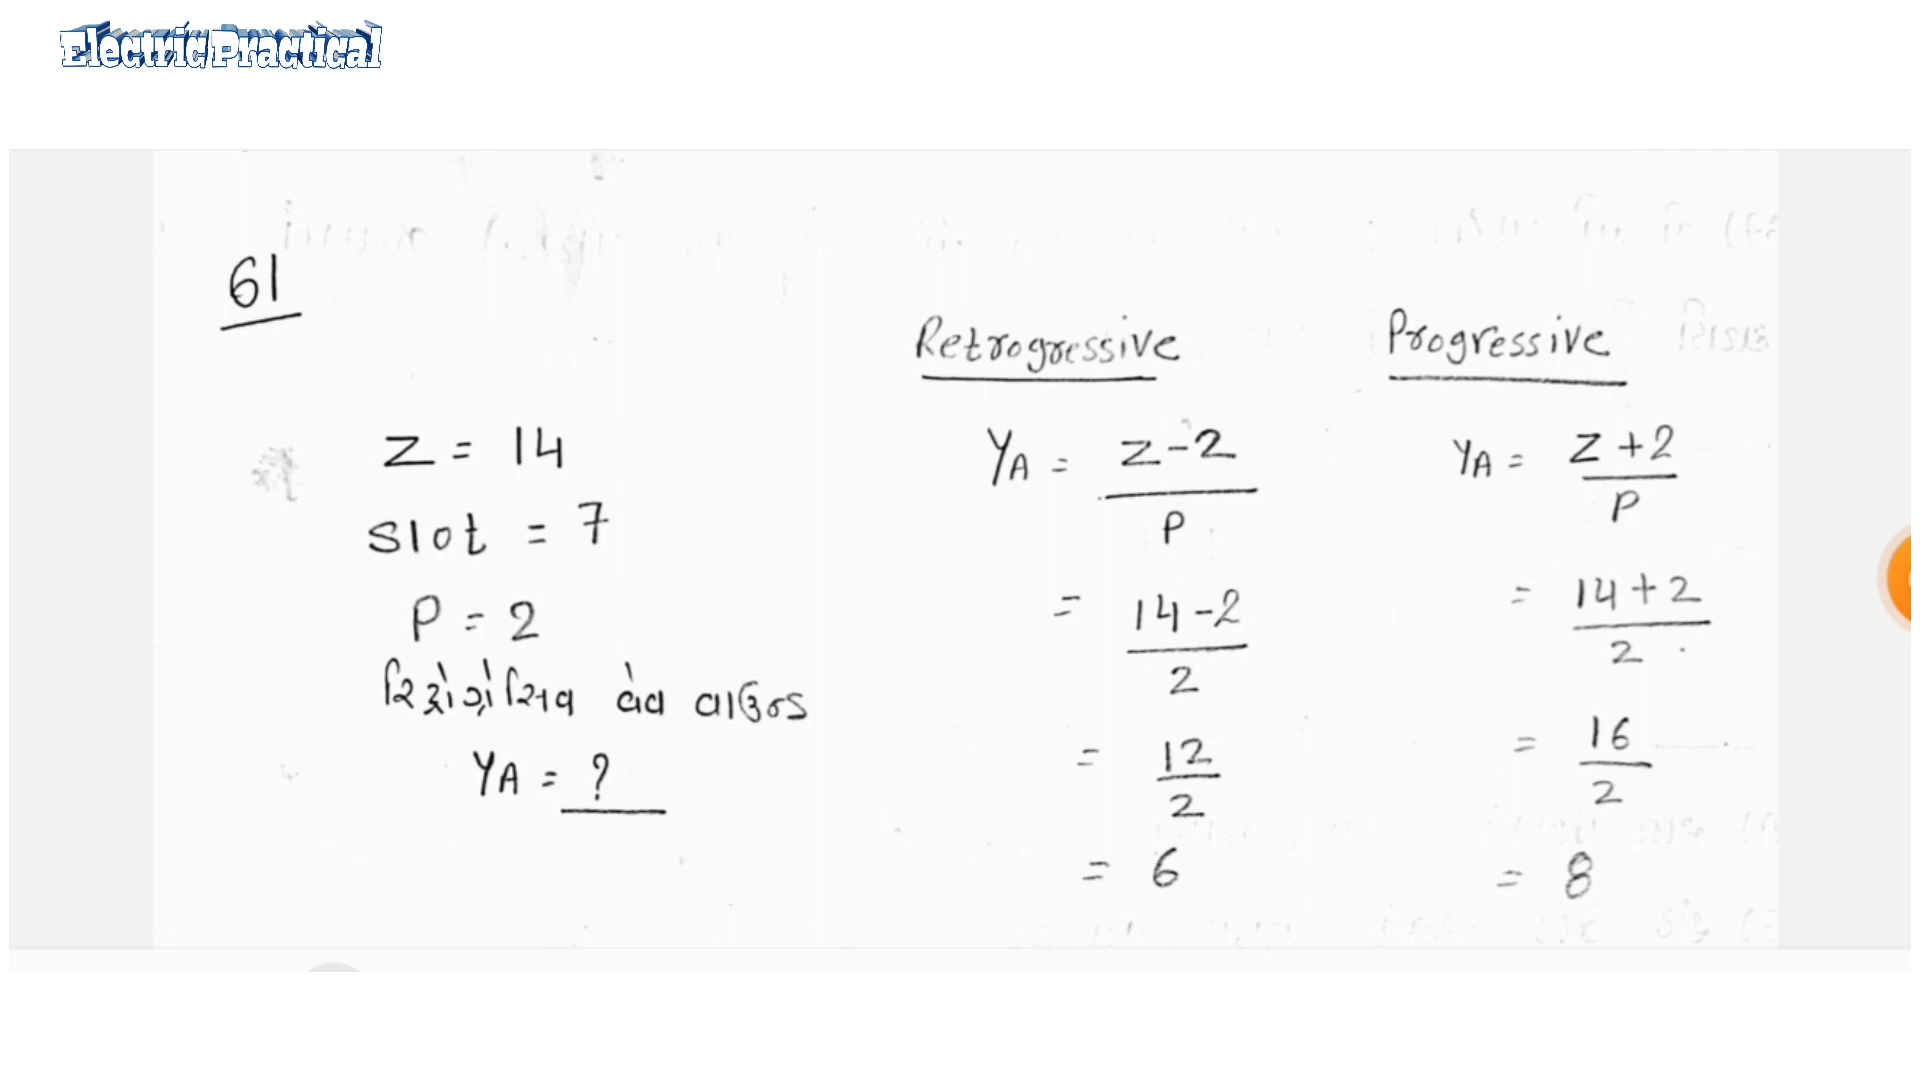 Electric Practical
61
Z = 14
slot = 7
P = 2
રિટ્રોગ્રેસિવ વેવ વાઉન્ડ
YA = ?
Retrogressive
YA = Z-2
P
= 14-2
2
= 12
2
= 6
Progressive
YA = Z+2
P
= 14+2
2
= 16
2
= 8